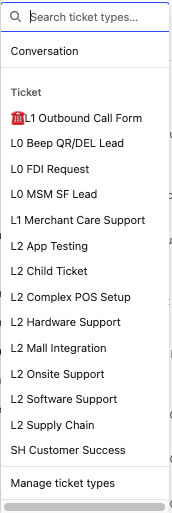 Search ticket types...
Conversation
Ticket
☎️L1 Outbound Call Form
L0 Beep QR/DEL Lead
L0 FDI Request
L0 MSM SF Lead
L1 Merchant Care Support
L2 App Testing
L2 Child Ticket
L2 Complex POS Setup
L2 Hardware Support
L2 Mall Integration
L2 Onsite Support
L2 Software Support
L2 Supply Chain
SH Customer Success
Manage ticket types